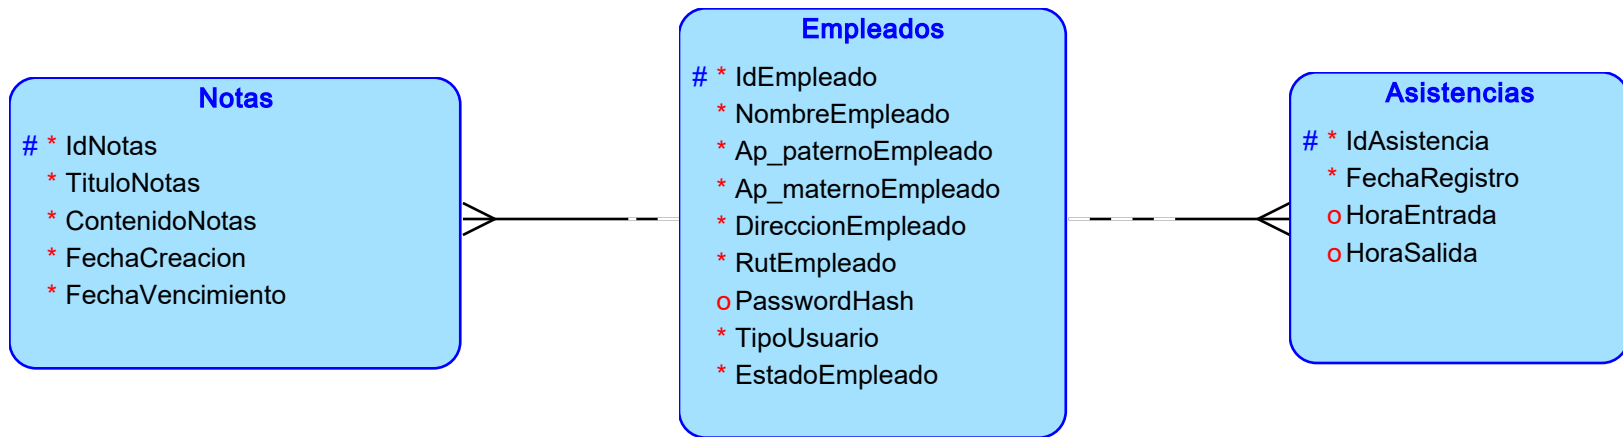 Notas
# * IdNotas
* TituloNotas
* ContenidoNotas
* FechaCreacion
* FechaVencimiento
Empleados
# * IdEmpleado
* NombreEmpleado
* Ap_paternoEmpleado
* Ap_maternoEmpleado
* DireccionEmpleado
* RutEmpleado
o PasswordHash
* TipoUsuario
* EstadoEmpleado
Asistencias
# * IdAsistencia
* FechaRegistro
o HoraEntrada
o HoraSalida